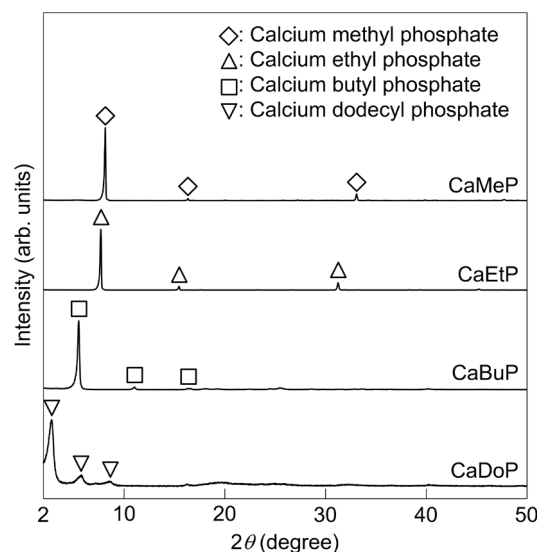 ◇: Calcium methyl phosphate
△: Calcium ethyl phosphate
□: Calcium butyl phosphate
▽: Calcium dodecyl phosphate
Intensity (arb. units)
CaMeP
CaEtP
CaBuP
CaDoP
2 10 20 30 40 50
2θ (degree)